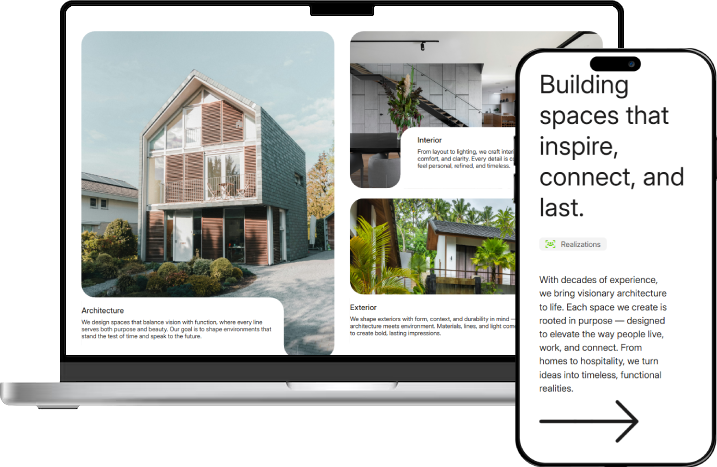 Architecture
We design spaces that balance vision with function, where every line
serves both purpose and beauty. Our goal is to shape environments that
stand the test of time and speak to the future.
Interior
From layout to lighting, we craft
comfort, and clarity. Every detail is
feel personal, refined, and timeless.
Exterior
We shape exteriors with form, context, and durability in mind —
architecture meets environment. Materials, lines, and light
to create bold, lasting impressions.
Building
spaces that
inspire,
connect, and
last.
Realizations
With decades of experience,
we bring visionary architecture
to life. Each space we create is
rooted in purpose — designed
to elevate the way people live,
work, and connect. From
homes to hospitality, we turn
ideas into timeless, functional
realities.